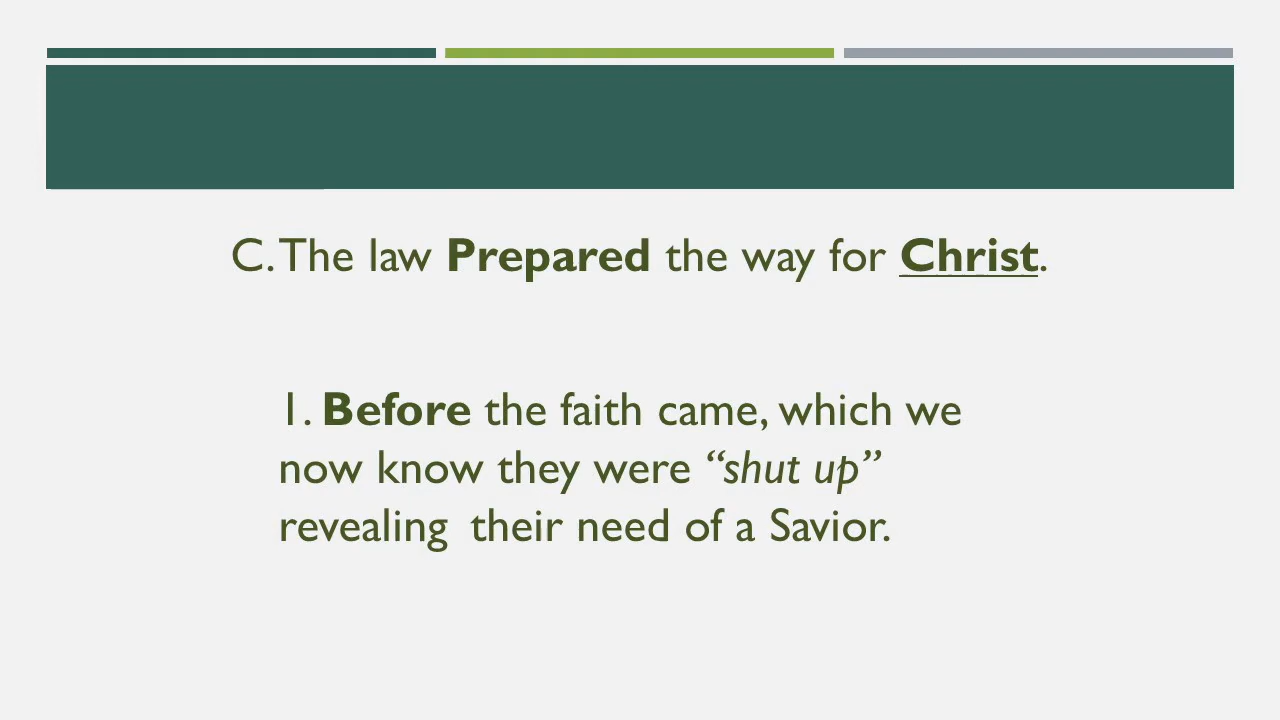 C. The law Prepared the way for Christ.
1. Before the faith came, which we
now know they were “shut up”
revealing  their need of a Savior.